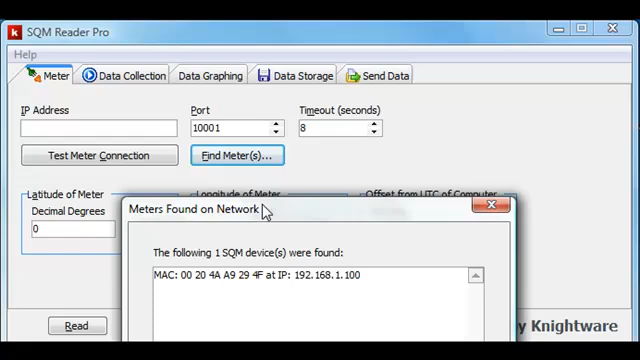 SQM Reader Pro
Help
Meter
Data Collection
Data Graphing
Data Storage
Send Data
IP Address
Port
Timeout (seconds)
10001
8
Test Meter Connection
Find Meter(s)...
Latitude of Meter
Longitude of Meter
Offset from UTC of Computer
Decimal Degrees
0
Meters Found on Network
The following 1 SQM device(s) were found:
MAC: 00 20 4A A9 29 4F at IP: 192.168.1.100
Read
by Knightware